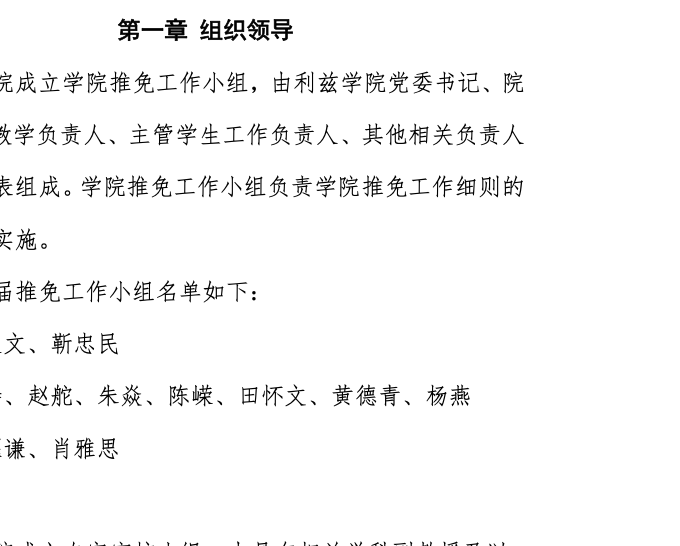 第一章 组织领导
院成立学院推免工作小组，由利兹学院党委书记、院
教学负责人、主管学生工作负责人、其他相关负责人
表组成。学院推免工作小组负责学院推免工作细则的
实施。
届推免工作小组名单如下：
文、靳忠民
、赵舵、朱焱、陈嵘、田怀文、黄德青、杨燕
谦、肖雅思